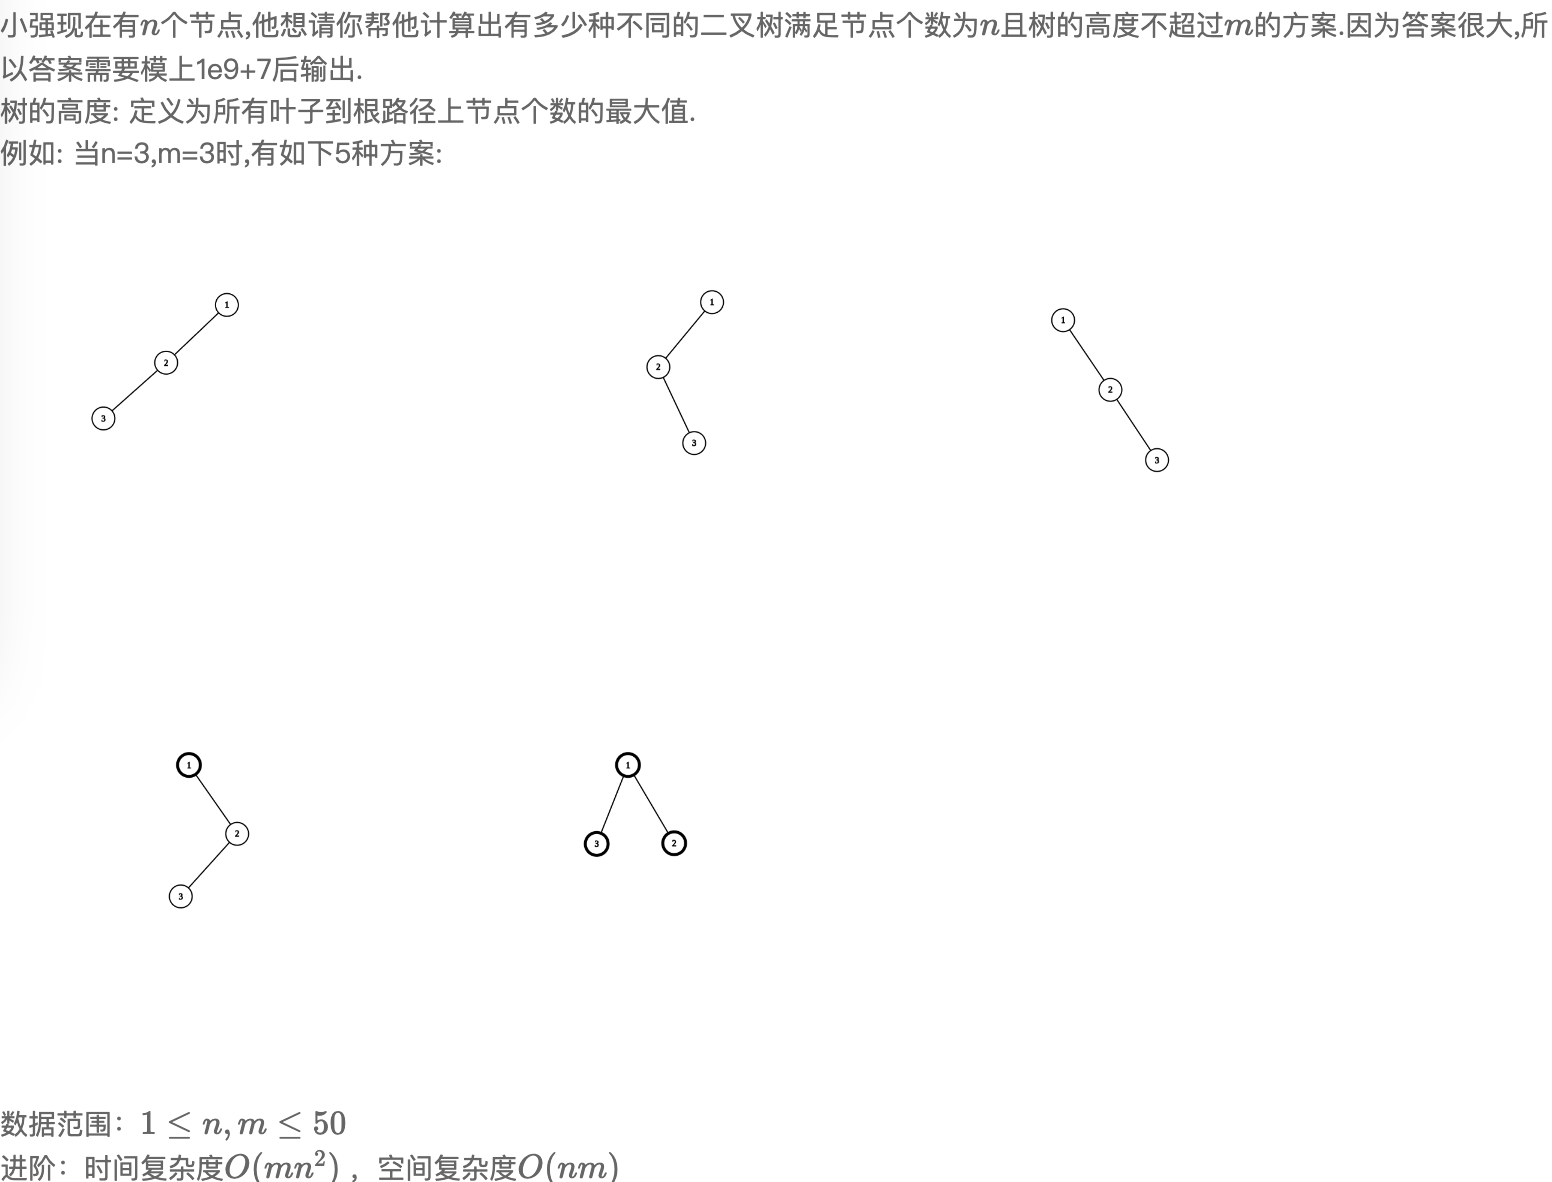 小强现在有n个节点,他想请你帮他计算出有多少种不同的二叉树满足节点个数为n且树的高度不超过m的方案.因为答案很大,所
以答案需要模上1e9+7后输出.
树的高度: 定义为所有叶子到根路径上节点个数的最大值.
例如: 当n=3,m=3时,有如下5种方案:
1
2
3
1
2
3
1
2
3
1
2
3
1
3
2
数据范围：1 ≤ n, m ≤ 50
进阶：时间复杂度O(mn²) ，空间复杂度O(nm)